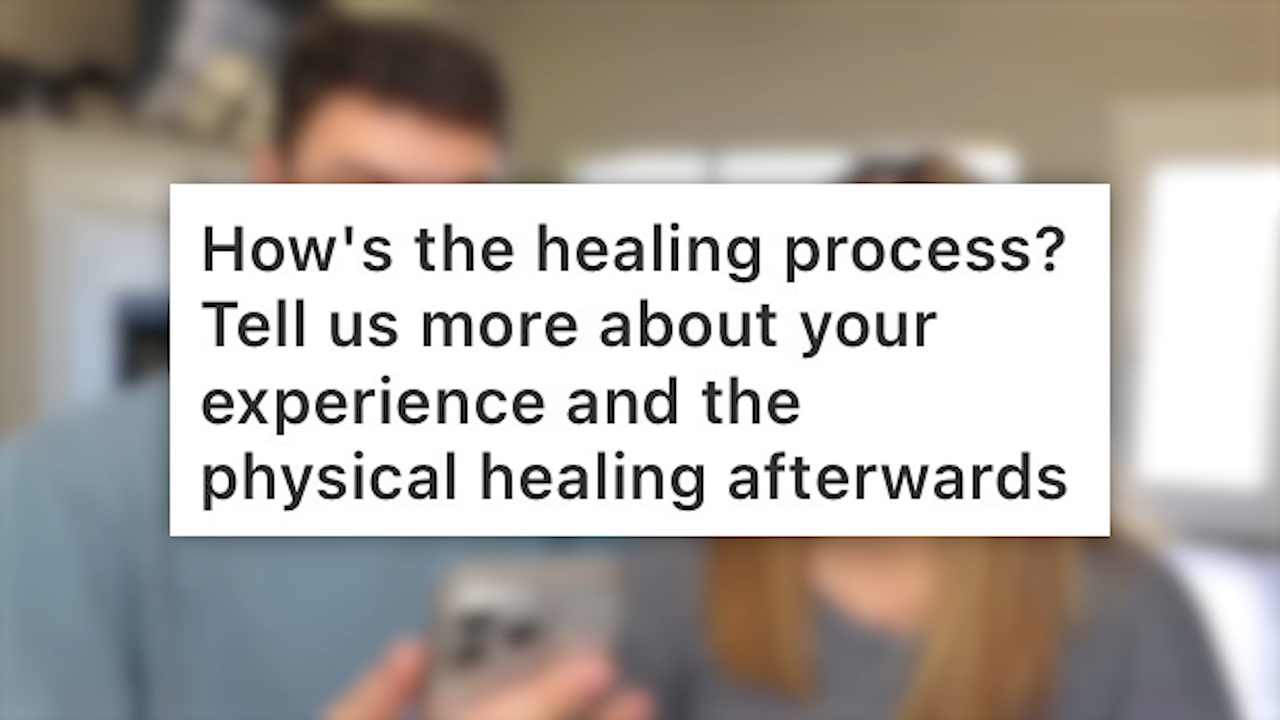 How's the healing process?
Tell us more about your
experience and the
physical healing afterwards